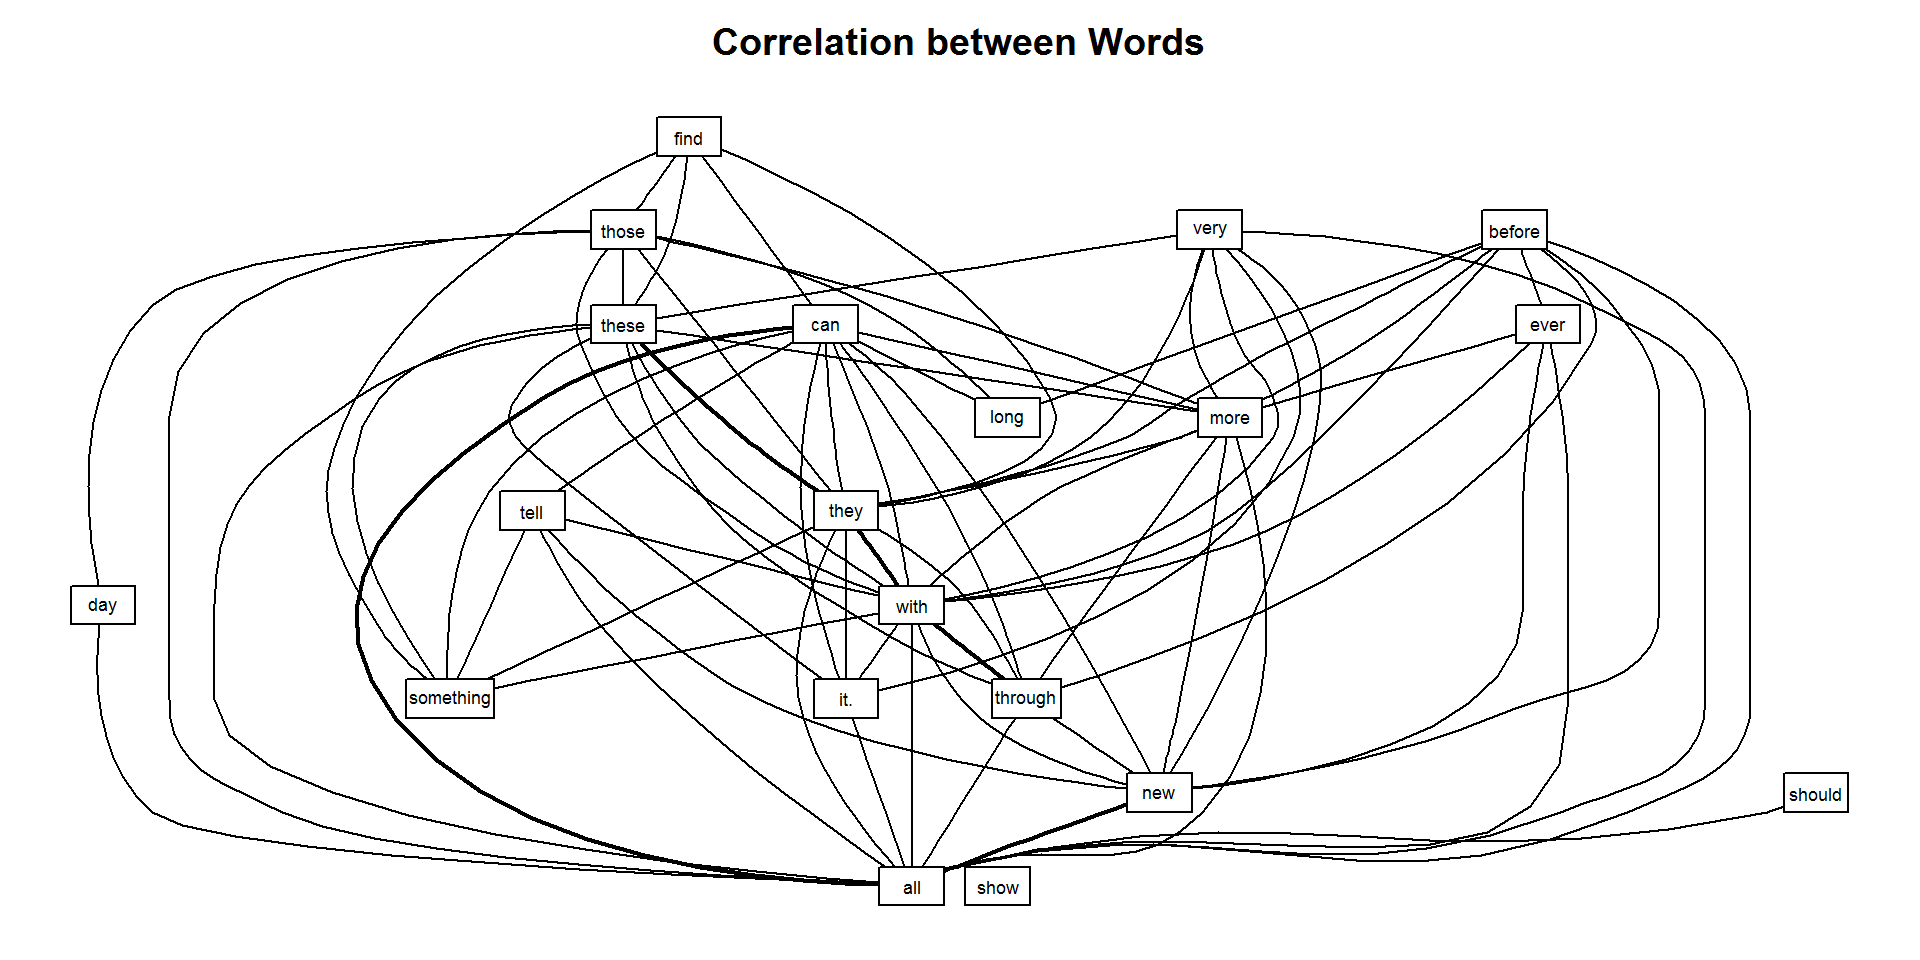 Correlation between Words
find
those
very
before
these
can
ever
long
more
tell
they
day
with
something
it.
through
new
should
all
show